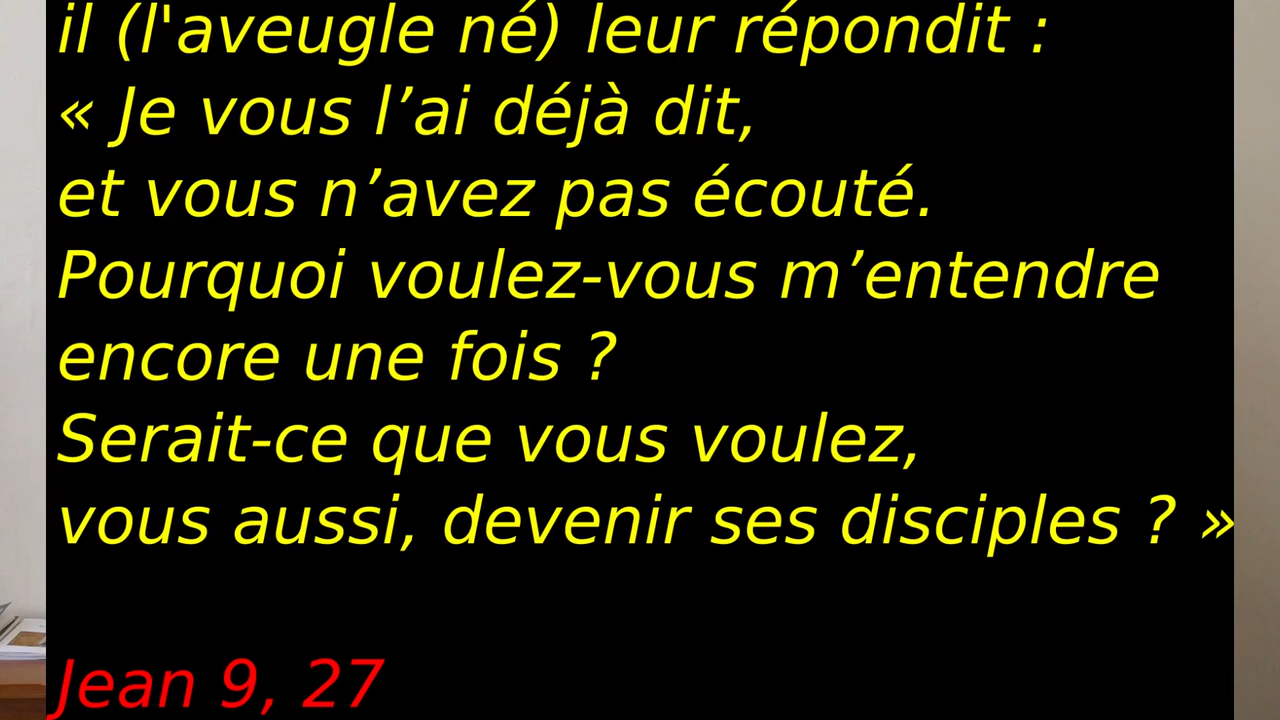 il (l'aveugle né) leur répondit :
« Je vous l’ai déjà dit,
et vous n’avez pas écouté.
Pourquoi voulez-vous m’entendre
encore une fois ?
Serait-ce que vous voulez,
vous aussi, devenir ses disciples ? »
Jean 9, 27